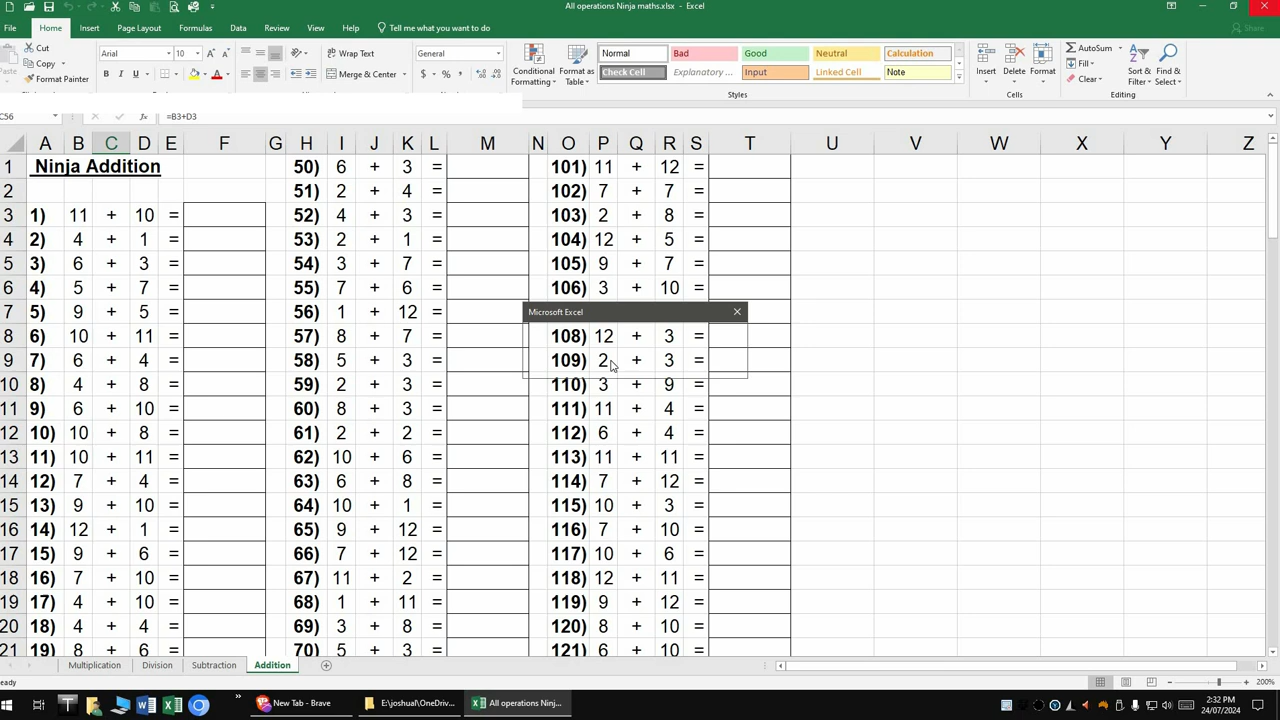 All operations Ninja maths.xlsx - Excel
File Home Insert Page Layout Formulas Data Review View Help Tell me what you want to do Share
Cut
Copy
Format Painter
Arial 10
Wrap Text
Merge & Center
General
Conditional Formatting
Format as Table
Normal Bad Good Neutral Calculation
Check Cell Explanatory ... Input Linked Cell Note
Insert Delete Format
AutoSum
Fill
Clear
Sort & Filter
Find & Select
Styles Cells Editing
C56 fx =B3+D3
A B C D E F G H I J K L M N O P Q R S T U V W X Y Z
1 Ninja Addition 50) 6 + 3 = 101) 11 + 12 =
2 51) 2 + 4 = 102) 7 + 7 =
3 1) 11 + 10 = 52) 4 + 3 = 103) 2 + 8 =
4 2) 4 + 1 = 53) 2 + 1 = 104) 12 + 5 =
5 3) 6 + 3 = 54) 3 + 7 = 105) 9 + 7 =
6 4) 5 + 7 = 55) 7 + 6 = 106) 3 + 10 =
7 5) 9 + 5 = 56) 1 + 12 = Microsoft Excel
8 6) 10 + 11 = 57) 8 + 7 = 108) 12 + 3 =
9 7) 6 + 4 = 58) 5 + 3 = 109) 2 + 3 =
10 8) 4 + 8 = 59) 2 + 3 = 110) 3 + 9 =
11 9) 6 + 10 = 60) 8 + 3 = 111) 11 + 4 =
12 10) 10 + 8 = 61) 2 + 2 = 112) 6 + 4 =
13 11) 10 + 11 = 62) 10 + 6 = 113) 11 + 11 =
14 12) 7 + 4 = 63) 6 + 8 = 114) 7 + 12 =
15 13) 9 + 10 = 64) 10 + 1 = 115) 10 + 3 =
16 14) 12 + 1 = 65) 9 + 12 = 116) 7 + 10 =
17 15) 9 + 6 = 66) 7 + 12 = 117) 10 + 6 =
18 16) 7 + 10 = 67) 11 + 2 = 118) 12 + 11 =
19 17) 4 + 10 = 68) 1 + 11 = 119) 9 + 12 =
20 18) 4 + 4 = 69) 3 + 8 = 120) 8 + 10 =
21 19) 8 + 6 = 70) 5 + 3 = 121) 6 + 10 =
Multiplication Division Subtraction Addition
eady 200%
New Tab - Brave E:\joshual\OneDriv... All operations Ninj...
2:32 PM
24/07/2024